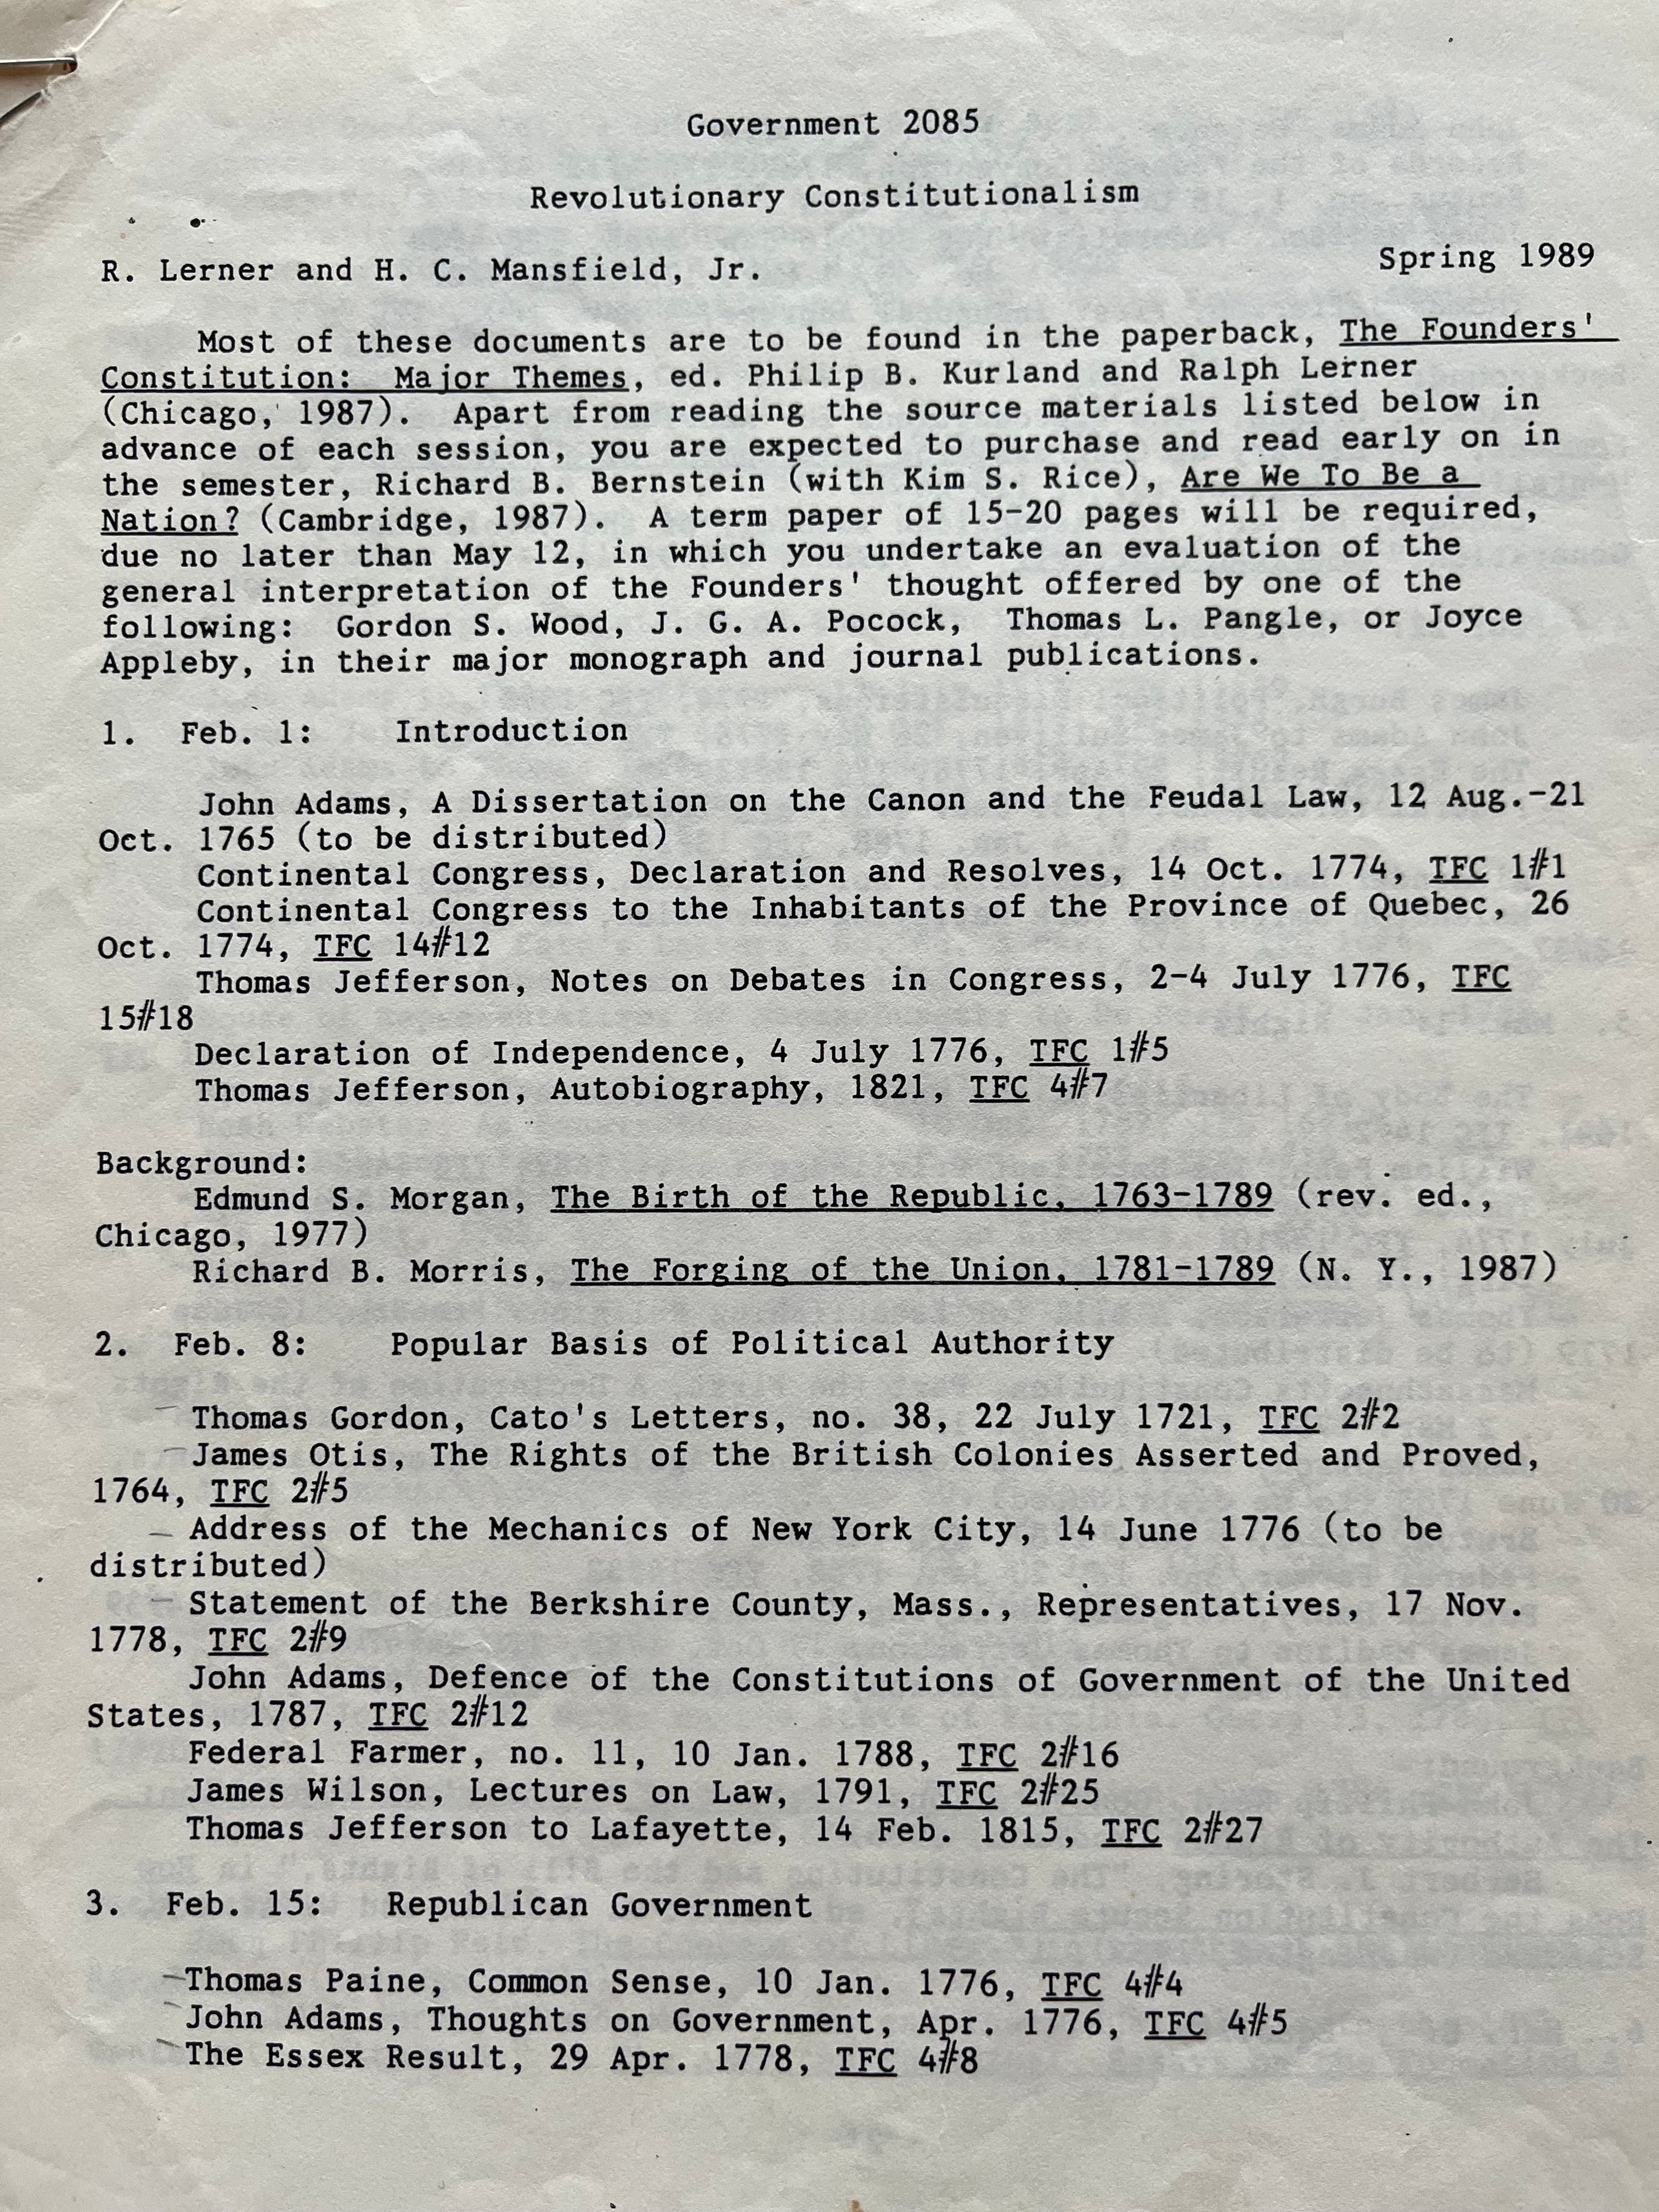 Government 2085
Revolutionary Constitutionalism
R. Lerner and H. C. Mansfield, Jr. Spring 1989
Most of these documents are to be found in the paperback, The Founders'
Constitution: Major Themes, ed. Philip B. Kurland and Ralph Lerner
(Chicago, 1987). Apart from reading the source materials listed below in
advance of each session, you are expected to purchase and read early on in
the semester, Richard B. Bernstein (with Kim S. Rice), Are We To Be a
Nation? (Cambridge, 1987). A term paper of 15-20 pages will be required,
due no later than May 12, in which you undertake an evaluation of the
general interpretation of the Founders' thought offered by one of the
following: Gordon S. Wood, J. G. A. Pocock, Thomas L. Pangle, or Joyce
Appleby, in their major monograph and journal publications.
1. Feb. 1: Introduction
John Adams, A Dissertation on the Canon and the Feudal Law, 12 Aug.-21
Oct. 1765 (to be distributed)
Continental Congress, Declaration and Resolves, 14 Oct. 1774, TFC 1#1
Continental Congress to the Inhabitants of the Province of Quebec, 26
Oct. 1774, TFC 14#12
Thomas Jefferson, Notes on Debates in Congress, 2-4 July 1776, TFC
15#18
Declaration of Independence, 4 July 1776, TFC 1#5
Thomas Jefferson, Autobiography, 1821, TFC 4#7
Background:
Edmund S. Morgan, The Birth of the Republic, 1763-1789 (rev. ed.,
Chicago, 1977)
Richard B. Morris, The Forging of the Union, 1781-1789 (N. Y., 1987)
2. Feb. 8: Popular Basis of Political Authority
Thomas Gordon, Cato's Letters, no. 38, 22 July 1721, TFC 2#2
James Otis, The Rights of the British Colonies Asserted and Proved,
1764, TFC 2#5
Address of the Mechanics of New York City, 14 June 1776 (to be
distributed)
Statement of the Berkshire County, Mass., Representatives, 17 Nov.
1778, TFC 2#9
John Adams, Defence of the Constitutions of Government of the United
States, 1787, TFC 2#12
Federal Farmer, no. 11, 10 Jan. 1788, TFC 2#16
James Wilson, Lectures on Law, 1791, TFC 2#25
Thomas Jefferson to Lafayette, 14 Feb. 1815, TFC 2#27
3. Feb. 15: Republican Government
Thomas Paine, Common Sense, 10 Jan. 1776, TFC 4#4
John Adams, Thoughts on Government, Apr. 1776, TFC 4#5
The Essex Result, 29 Apr. 1778, TFC 4#8